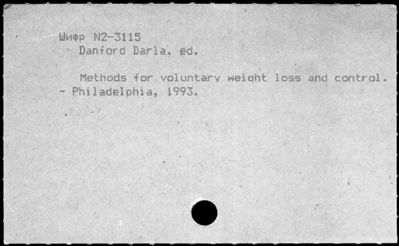 Шифр N2-3115
- Danford Darla, ed.
Methods for voluntary weight loss and control.
- Philadelphia, 1993.